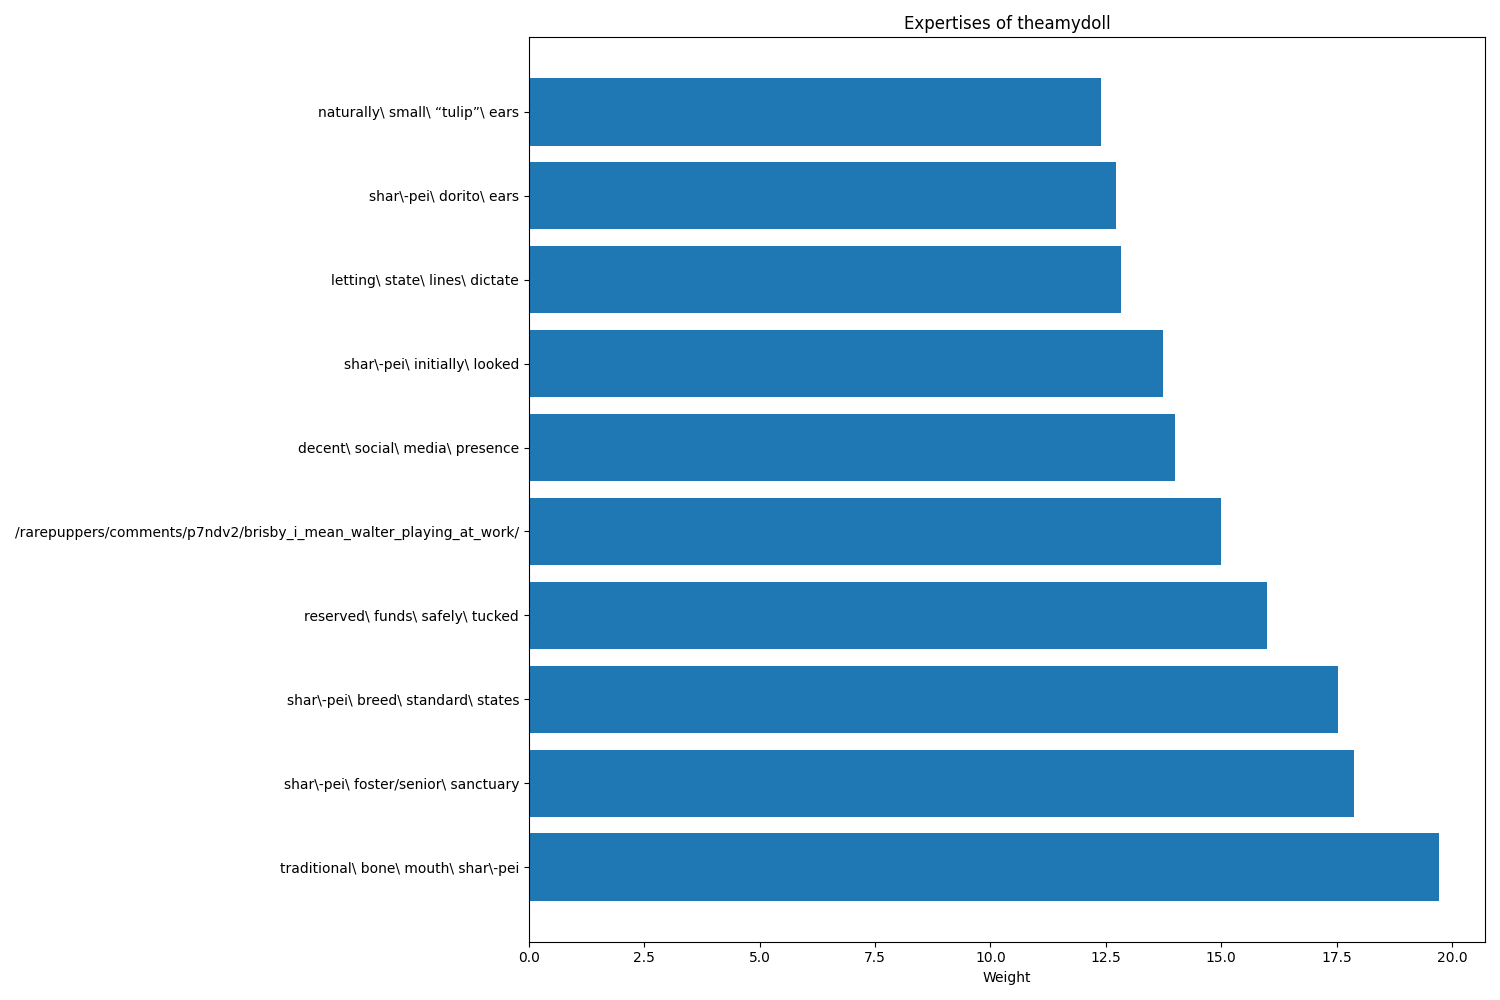 Expertises of theamydoll
naturally\ small\ “tulip”\ ears
shar\-pei\ dorito\ ears
letting\ state\ lines\ dictate
shar\-pei\ initially\ looked
decent\ social\ media\ presence
/rarepuppers/comments/p7ndv2/brisby_i_mean_walter_playing_at_work/
reserved\ funds\ safely\ tucked
shar\-pei\ breed\ standard\ states
shar\-pei\ foster/senior\ sanctuary
traditional\ bone\ mouth\ shar\-pei
0.0 2.5 5.0 7.5 10.0 12.5 15.0 17.5 20.0
Weight